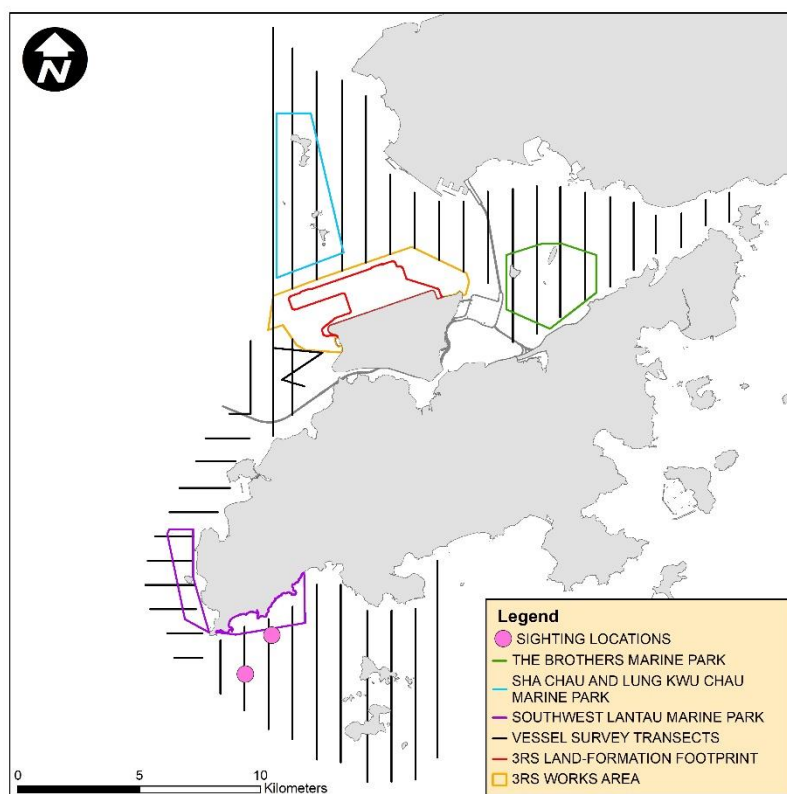 N
Legend
SIGHTING LOCATIONS
THE BROTHERS MARINE PARK
SHA CHAU AND LUNG KWU CHAU
MARINE PARK
SOUTHWEST LANTAU MARINE PARK
VESSEL SURVEY TRANSECTS
3RS LAND-FORMATION FOOTPRINT
3RS WORKS AREA
0 5 10
Kilometers